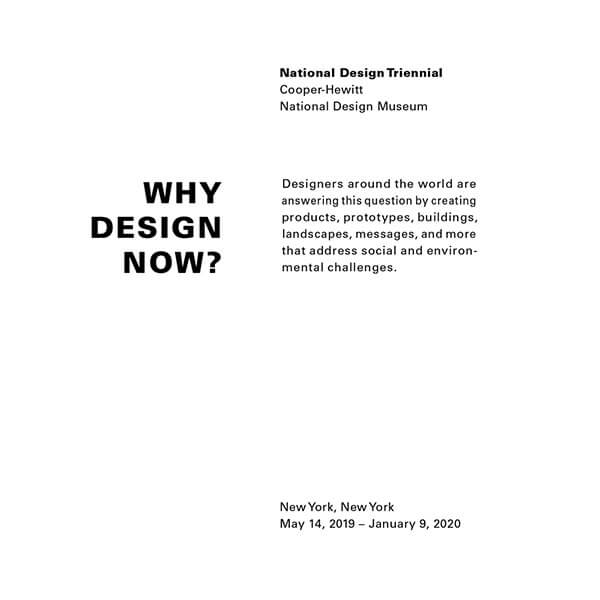 National Design Triennial
Cooper-Hewitt
National Design Museum
WHY
DESIGN
NOW?
Designers around the world are
answering this question by creating
products, prototypes, buildings,
landscapes, messages, and more
that address social and environ-
mental challenges.
New York, New York
May 14, 2019 – January 9, 2020